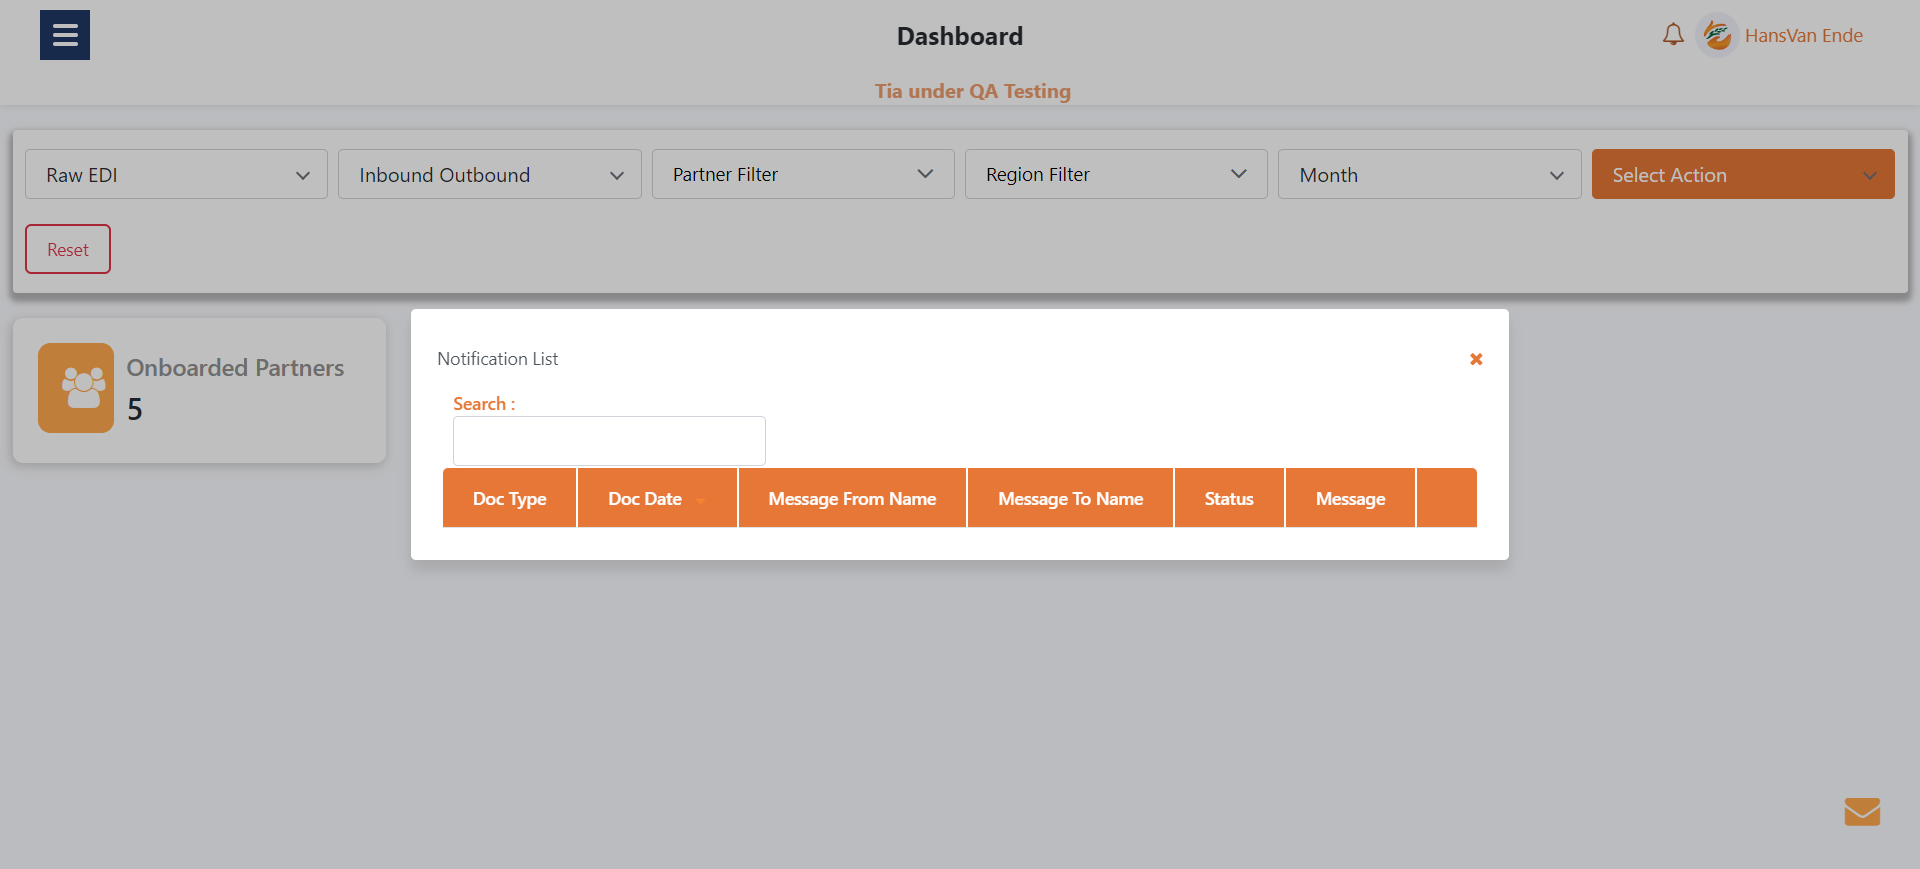 Dashboard
HansVan Ende
Tia under QA Testing
Raw EDI
Inbound Outbound
Partner Filter
Region Filter
Month
Select Action
Reset
Onboarded Partners
5
Notification List
Search :
Doc Type Doc Date Message From Name Message To Name Status Message